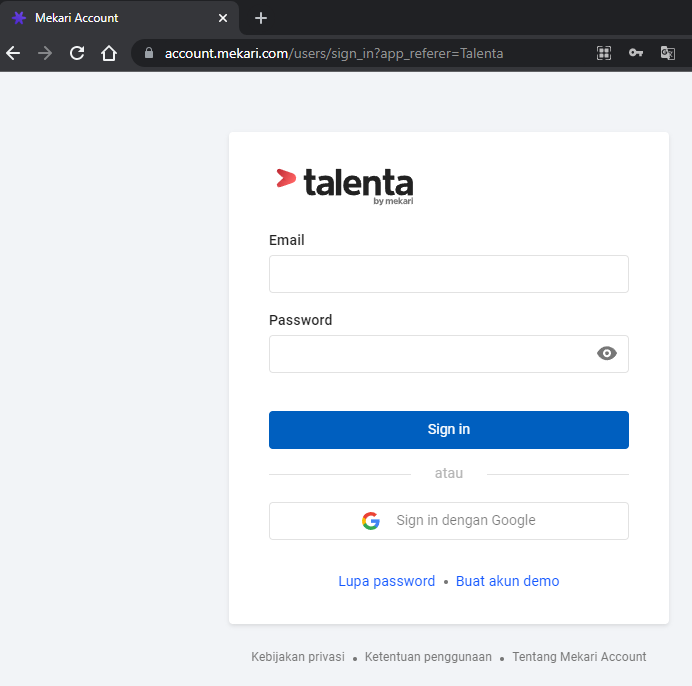 Mekari Account
account.mekari.com/users/sign_in?app_referer=Talenta
talenta
by mekari
Email
Password
Sign in
atau
Sign in dengan Google
Lupa password • Buat akun demo
Kebijakan privasi • Ketentuan penggunaan • Tentang Mekari Account